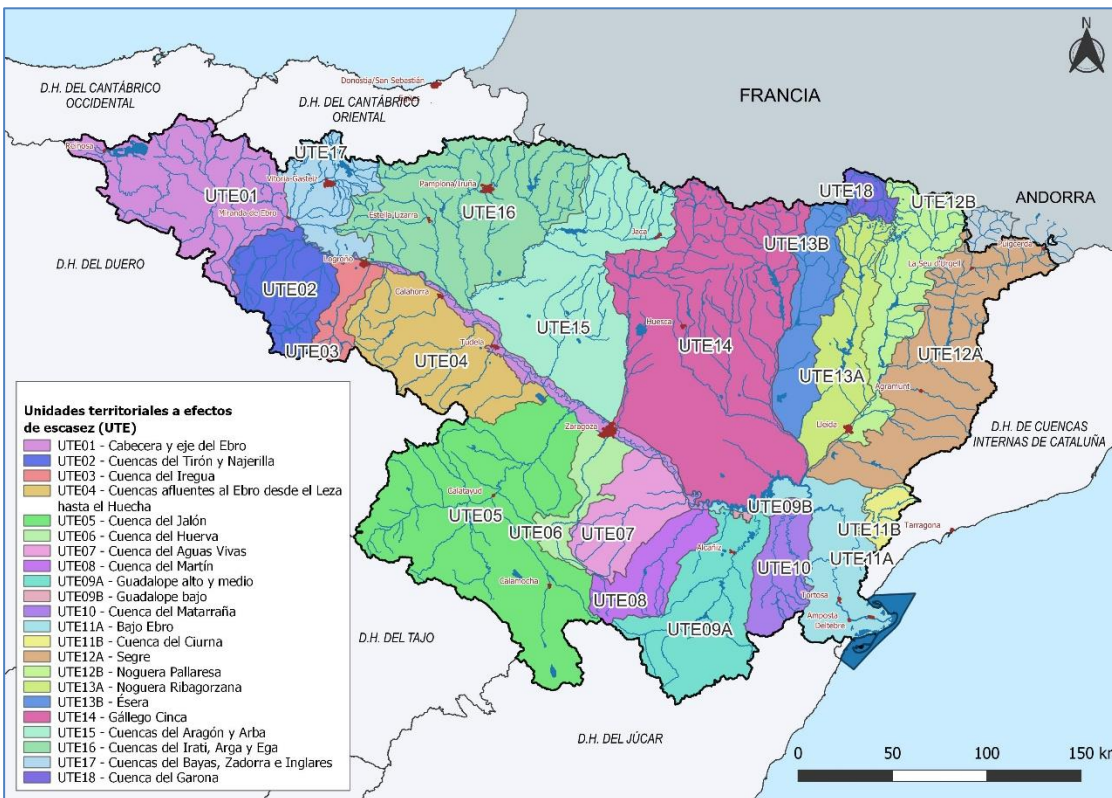 N
D.H. DEL CANTÁBRICO
OCCIDENTAL
Donostia/San Sebastián
D.H. DEL CANTÁBRICO
ORIENTAL
FRANCIA
Reinosa
UTE17
Vitoria-Gasteiz
UTE01
Pamplona/Iruña
UTE18
UTE12B
ANDORRA
Miranda de Ebro
Estella-Lizarra
UTE16
Jaca
UTE13B
Puigcerdà
D.H. DEL DUERO
Logroño
La Seu d'Urgell
UTE02
Calahorra
UTE03
UTE15
Huesca
UTE14
UTE04
Tudela
UTE12A
UTE13A
Agramunt
Zaragoza
Lleida
D.H. DE CUENCAS
INTERNAS DE CATALUÑA
Calatayud
UTE05
UTE06
UTE07
UTE09B
UTE11B
Tarragona
Alcañiz
UTE10
UTE11A
Calamocha
UTE08
UTE09A
Tortosa
Amposta
Deltebre
D.H. DEL TAJO
D.H. DEL JÚCAR
Unidades territoriales a efectos
de escasez (UTE)
UTE01 - Cabecera y eje del Ebro
UTE02 - Cuencas del Tirón y Najerilla
UTE03 - Cuenca del Iregua
UTE04 - Cuencas afluentes al Ebro desde el Leza
hasta el Huecha
UTE05 - Cuenca del Jalón
UTE06 - Cuenca del Huerva
UTE07 - Cuenca del Aguas Vivas
UTE08 - Cuenca del Martín
UTE09A - Guadalope alto y medio
UTE09B - Guadalope bajo
UTE10 - Cuenca del Matarraña
UTE11A - Bajo Ebro
UTE11B - Cuenca del Ciurna
UTE12A - Segre
UTE12B - Noguera Pallaresa
UTE13A - Noguera Ribagorzana
UTE13B - Ésera
UTE14 - Gállego Cinca
UTE15 - Cuencas del Aragón y Arba
UTE16 - Cuencas del Irati, Arga y Ega
UTE17 - Cuencas del Bayas, Zadorra e Inglares
UTE18 - Cuenca del Garona
0 50 100 150 km